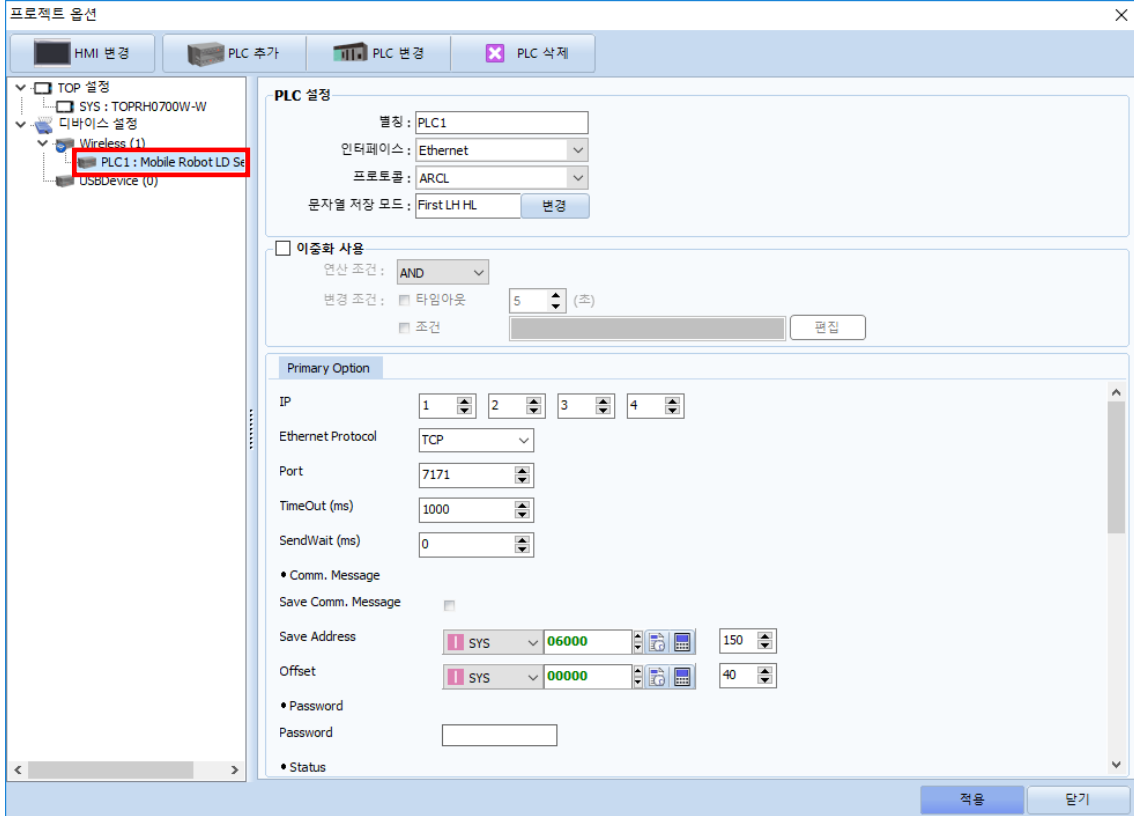 프로젝트 옵션
HMI 변경
PLC 추가
PLC 변경
PLC 삭제
TOP 설정
SYS : TOPRH0700W-W
디바이스 설정
Wireless (1)
PLC1 : Mobile Robot LD Se
USBDevice (0)
PLC 설정
별칭 : PLC1
인터페이스 : Ethernet
프로토콜 : ARCL
문자열 저장 모드 : First LH HL 변경
이중화 사용
연산 조건 : AND
변경 조건 : 타임아웃 5 (초)
조건 편집
Primary Option
IP 1 2 3 4
Ethernet Protocol TCP
Port 7171
TimeOut (ms) 1000
SendWait (ms) 0
• Comm. Message
Save Comm. Message
Save Address SYS 06000 150
Offset SYS 00000 40
• Password
Password
• Status
적용
닫기